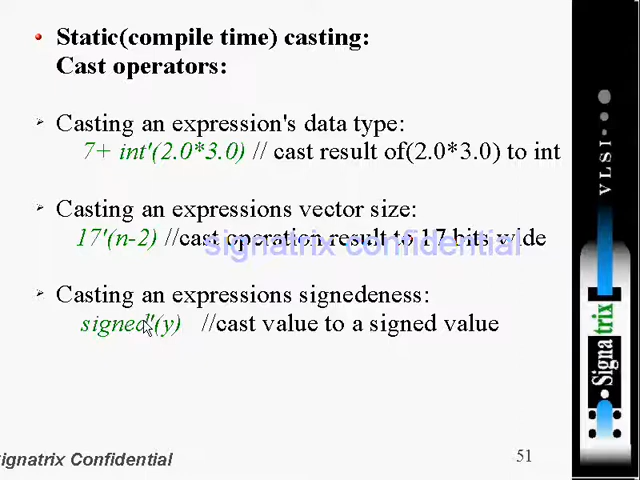 Static(compile time) casting:
Cast operators:
Casting an expression's data type:
7+ int'(2.0*3.0) // cast result of(2.0*3.0) to int
Casting an expressions vector size:
17'(n-2) //cast operation result to 17 bits wide
signatrix confidential
Casting an expressions signedeness:
signed'(y) //cast value to a signed value
ignatrix Confidential
51
VLSI
Signatrix